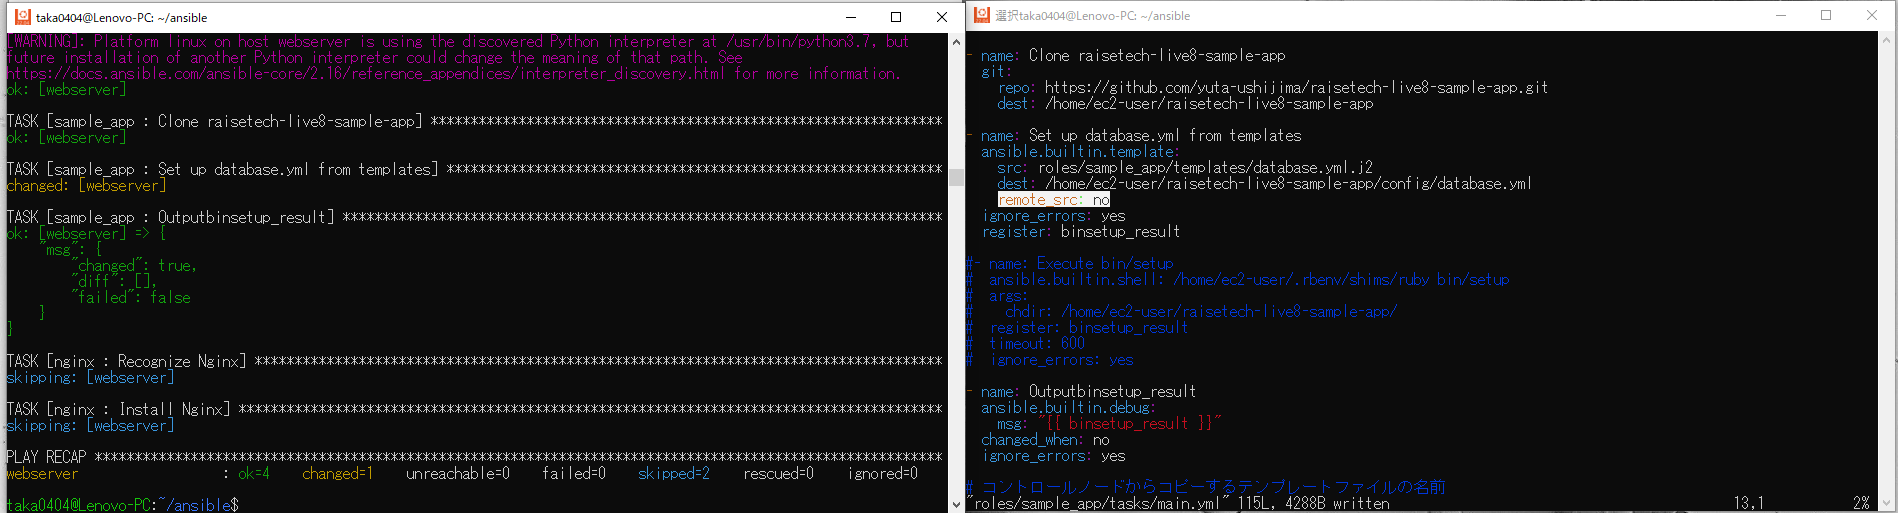 taka0404@Lenovo-PC: ~/ansible
[WARNING]: Platform linux on host webserver is using the discovered Python interpreter at /usr/bin/python3.7, but
future installation of another Python interpreter could change the meaning of that path. See
https://docs.ansible.com/ansible-core/2.16/reference_appendices/interpreter_discovery.html for more information.
ok: [webserver]
TASK [sample_app : Clone raisetech-live8-sample-app] ****************************************************************
ok: [webserver]
TASK [sample_app : Set up database.yml from templates] **************************************************************
changed: [webserver]
TASK [sample_app : Outputbinsetup_result] ***************************************************************************
ok: [webserver] => {
    "msg": {
        "changed": true,
        "diff": [],
        "failed": false
    }
}
TASK [nginx : Recognize Nginx] **************************************************************************************
skipping: [webserver]
TASK [nginx : Install Nginx] ****************************************************************************************
skipping: [webserver]
PLAY RECAP **********************************************************************************************************
webserver                  : ok=4    changed=1    unreachable=0    failed=0    skipped=2    rescued=0    ignored=0
taka0404@Lenovo-PC:~/ansible$
選択taka0404@Lenovo-PC: ~/ansible
- name: Clone raisetech-live8-sample-app
  git:
    repo: https://github.com/yuta-ushijima/raisetech-live8-sample-app.git
    dest: /home/ec2-user/raisetech-live8-sample-app
- name: Set up database.yml from templates
  ansible.builtin.template:
    src: roles/sample_app/templates/database.yml.j2
    dest: /home/ec2-user/raisetech-live8-sample-app/config/database.yml
    remote_src: no
  ignore_errors: yes
  register: binsetup_result
#- name: Execute bin/setup
#  ansible.builtin.shell: /home/ec2-user/.rbenv/shims/ruby bin/setup
#  args:
#    chdir: /home/ec2-user/raisetech-live8-sample-app/
#  register: binsetup_result
#  timeout: 600
#  ignore_errors: yes
- name: Outputbinsetup_result
  ansible.builtin.debug:
    msg: "{{ binsetup_result }}"
  changed_when: no
  ignore_errors: yes
# コントロールノードからコピーするテンプレートファイルの名前
"roles/sample_app/tasks/main.yml" 115L, 4288B written                                           13,1           2%